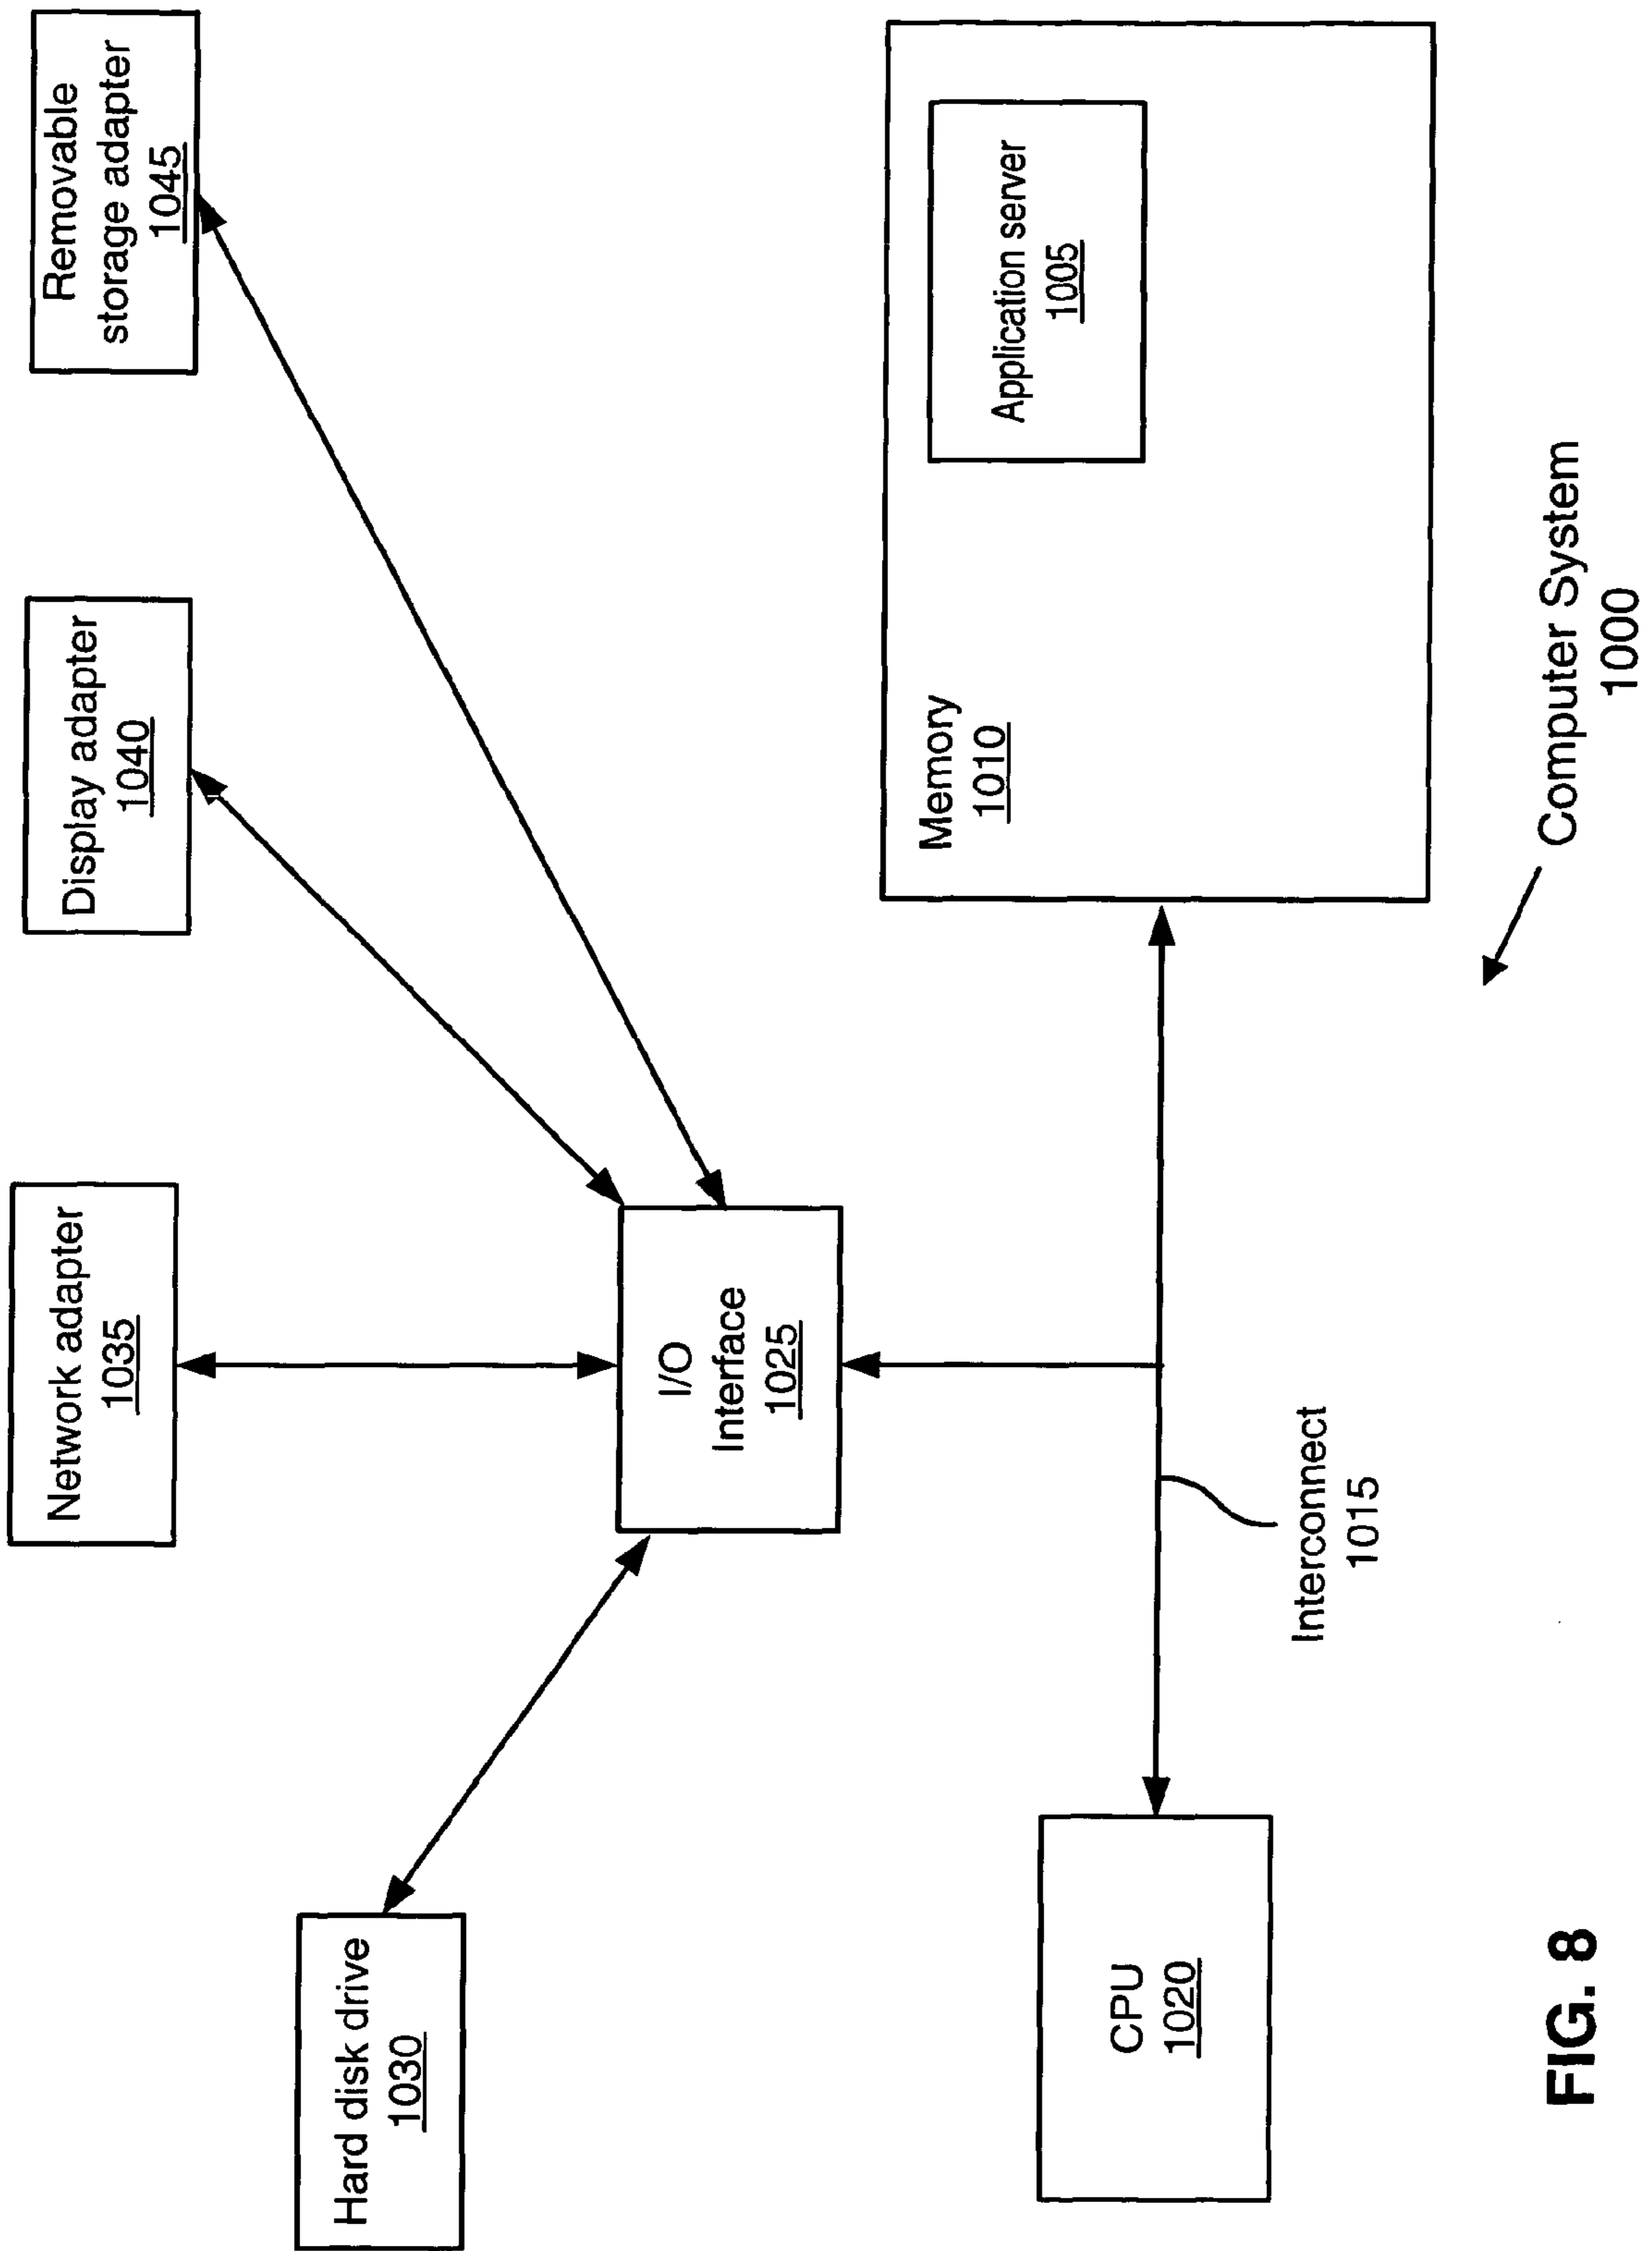 Hard disk drive
1030
Network adapter
1035
Display adapter
1040
Removable
storage adapter
1045
I/O
Interface
1025
CPU
1020
Interconnect
1015
Memory
1010
Application server
1005
Computer System
1000
FIG. 8